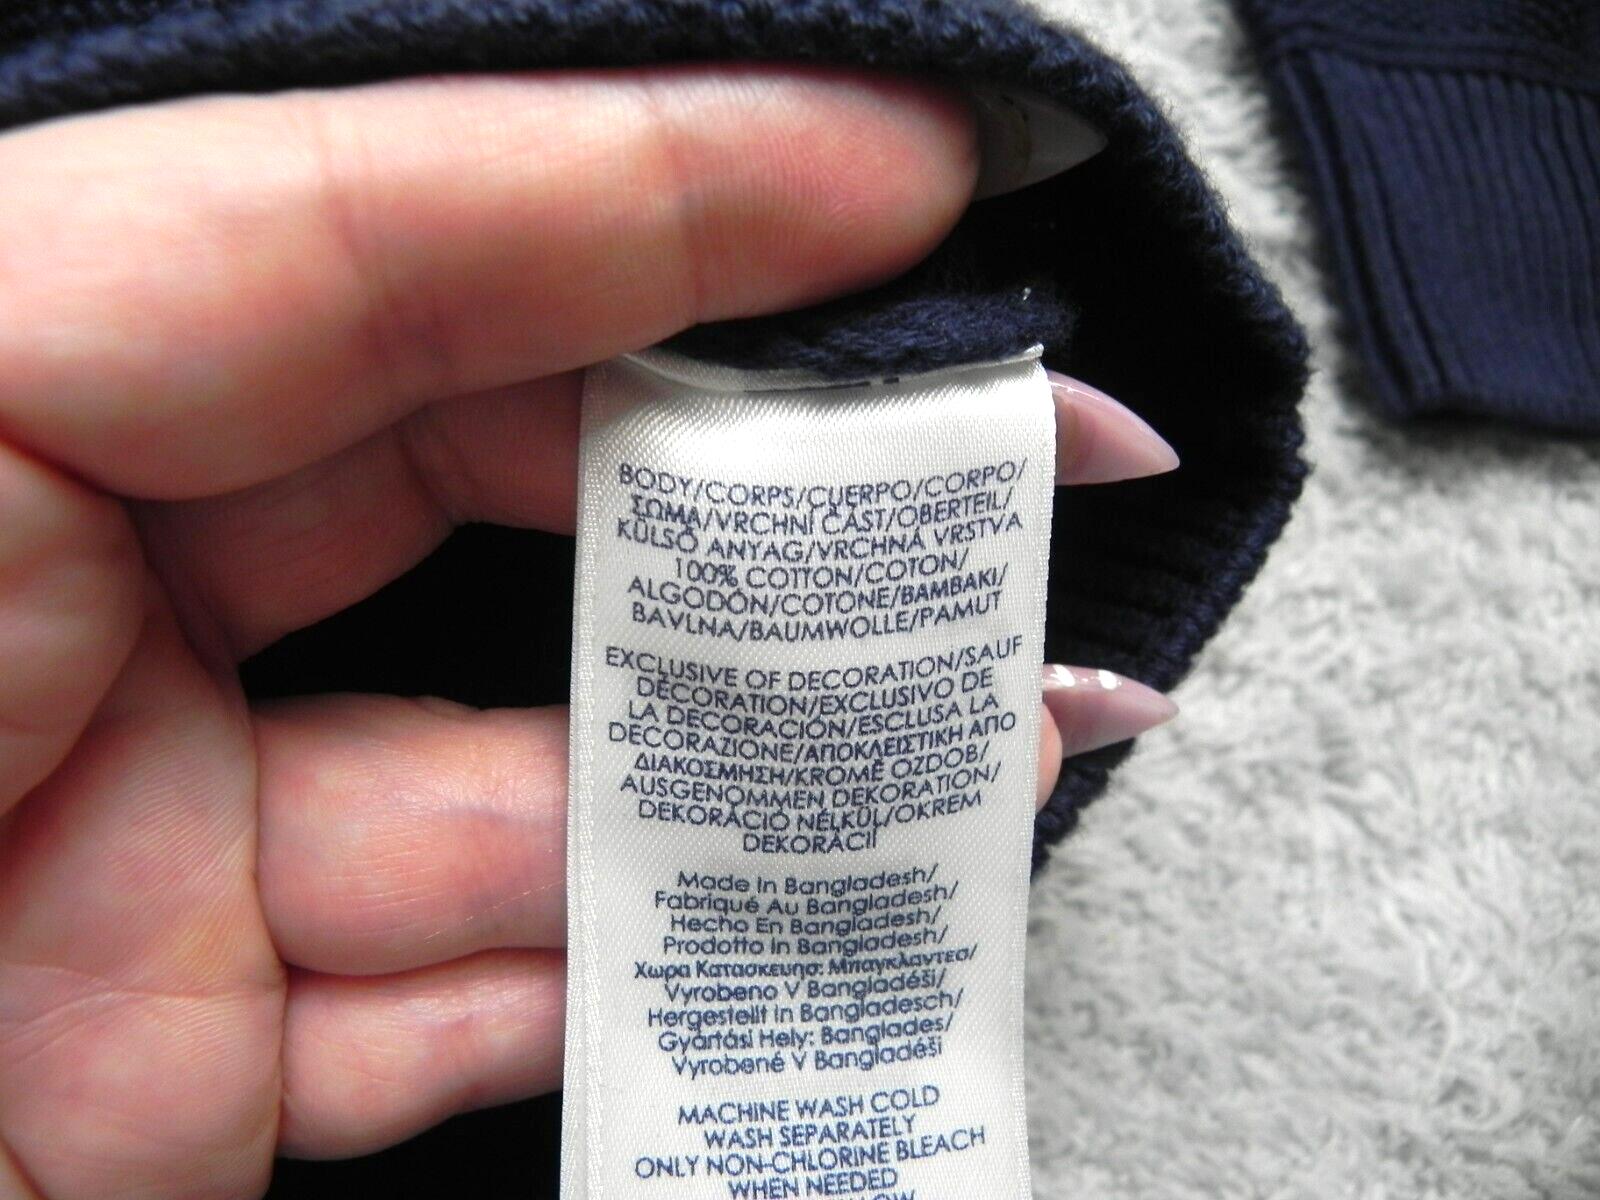 BODY/CORPS/CUERPO/CORPO/
ΣΩΜΑ/VRCHNÍ ČÁST/OBERTEIL/
KÜLSŐ ANYAG/VRCHNÁ VRSTVA
100% COTTON/COTON/
ALGODÓN/COTONE/BAMBAKI/
BAVLNA/BAUMWOLLE/PAMUT
EXCLUSIVE OF DECORATION/SAUF
DÉCORATION/EXCLUSIVO DE
LA DECORACIÓN/ESCLUSA LA
DECORAZIONE/ΑΠΟΚΛΕΙΣΤΙΚΗ ΑΠΟ
ΔΙΑΚΟΣΜΗΣΗ/KROMĚ OZDOB/
AUSGENOMMEN DEKORATION/
DEKORÁCIÓ NÉLKÜL/OKREM
DEKORÁCIÍ
Made In Bangladesh/
Fabriqué Au Bangladesh/
Hecho En Bangladesh/
Prodotto In Bangladesh/
Χωρα Κατασκευησ: Μπαγκλαντεσ/
Vyrobeno V Bangladéši/
Hergestellt In Bangladesch/
Gyártási Hely: Banglades/
Vyrobené V Bangladéši
MACHINE WASH COLD
WASH SEPARATELY
ONLY NON-CHLORINE BLEACH
WHEN NEEDED